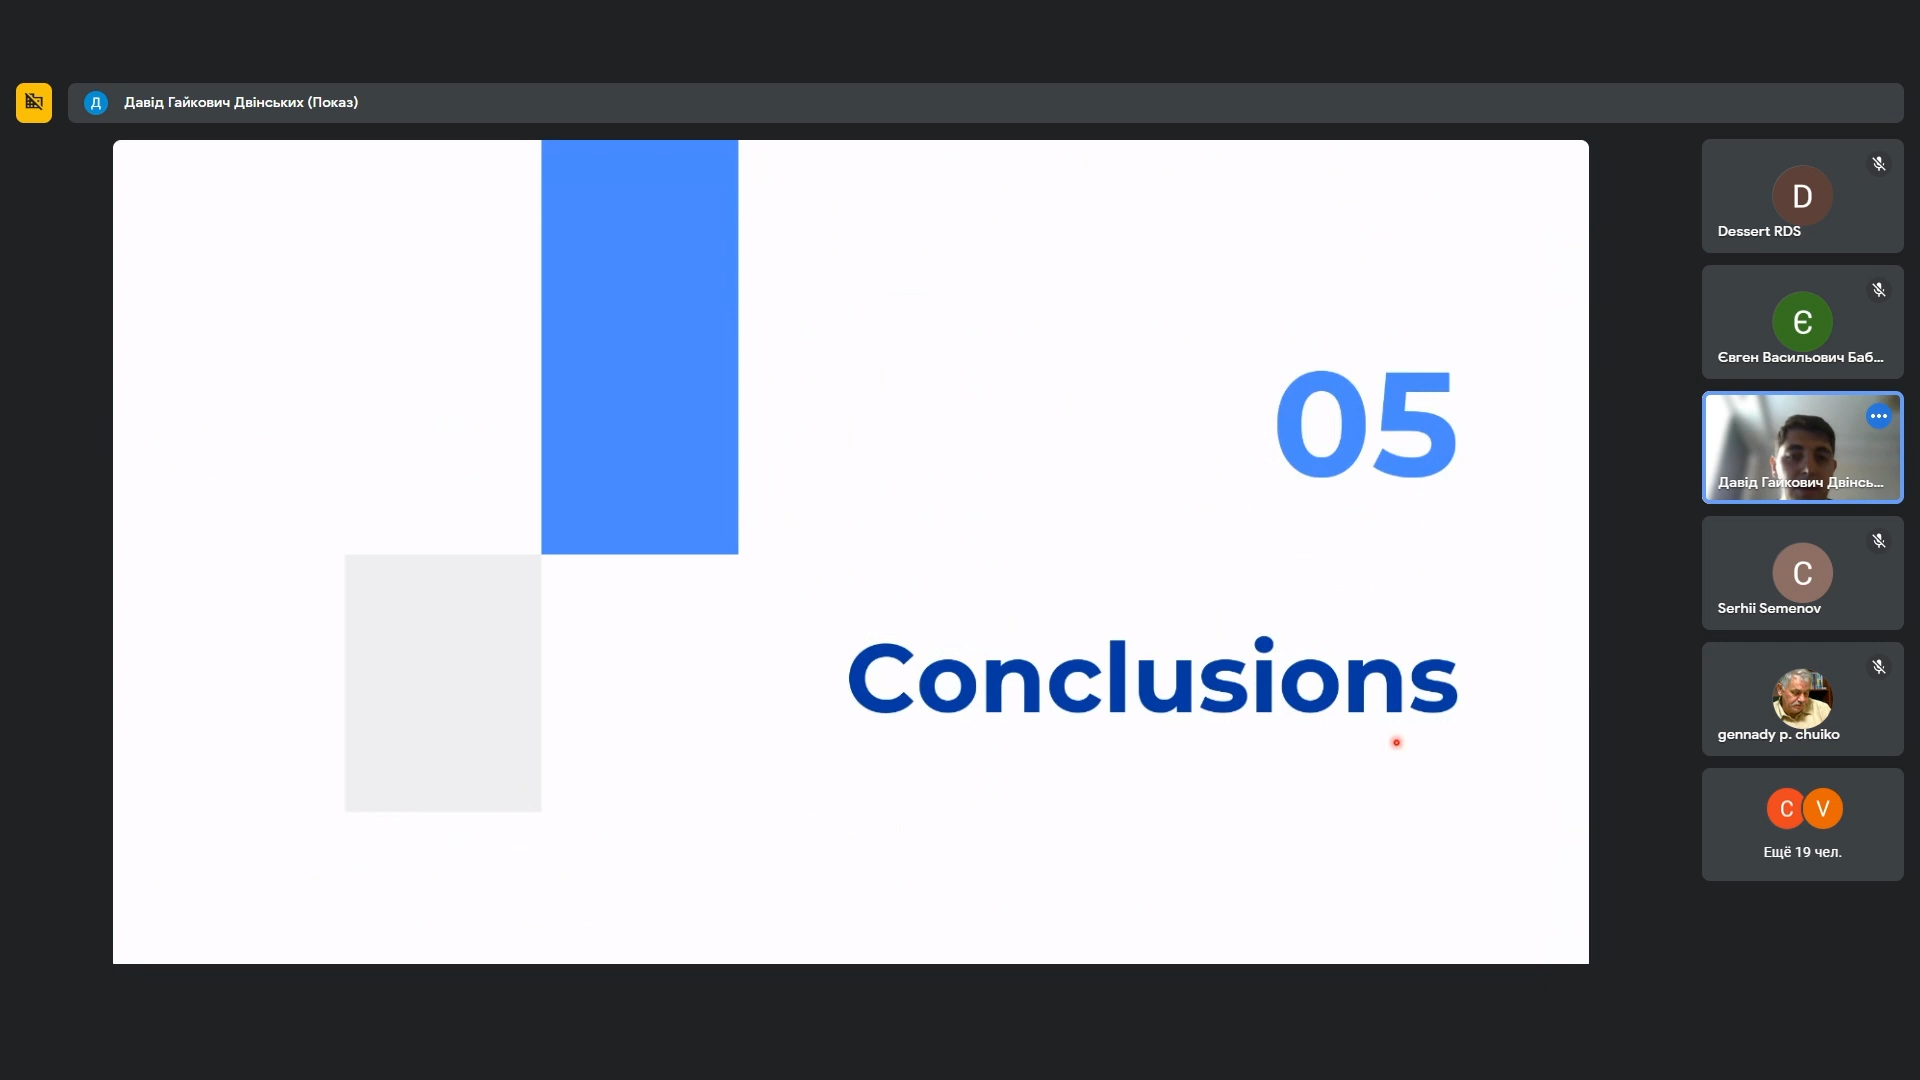 Д Давід Гайкович Двінських (Показ)
05
Conclusions
D
Dessert RDS
Є
Євген Васильович Баб...
Давід Гайкович Двінсь...
C
Serhii Semenov
gennady p. chuiko
C V
Ещё 19 чел.